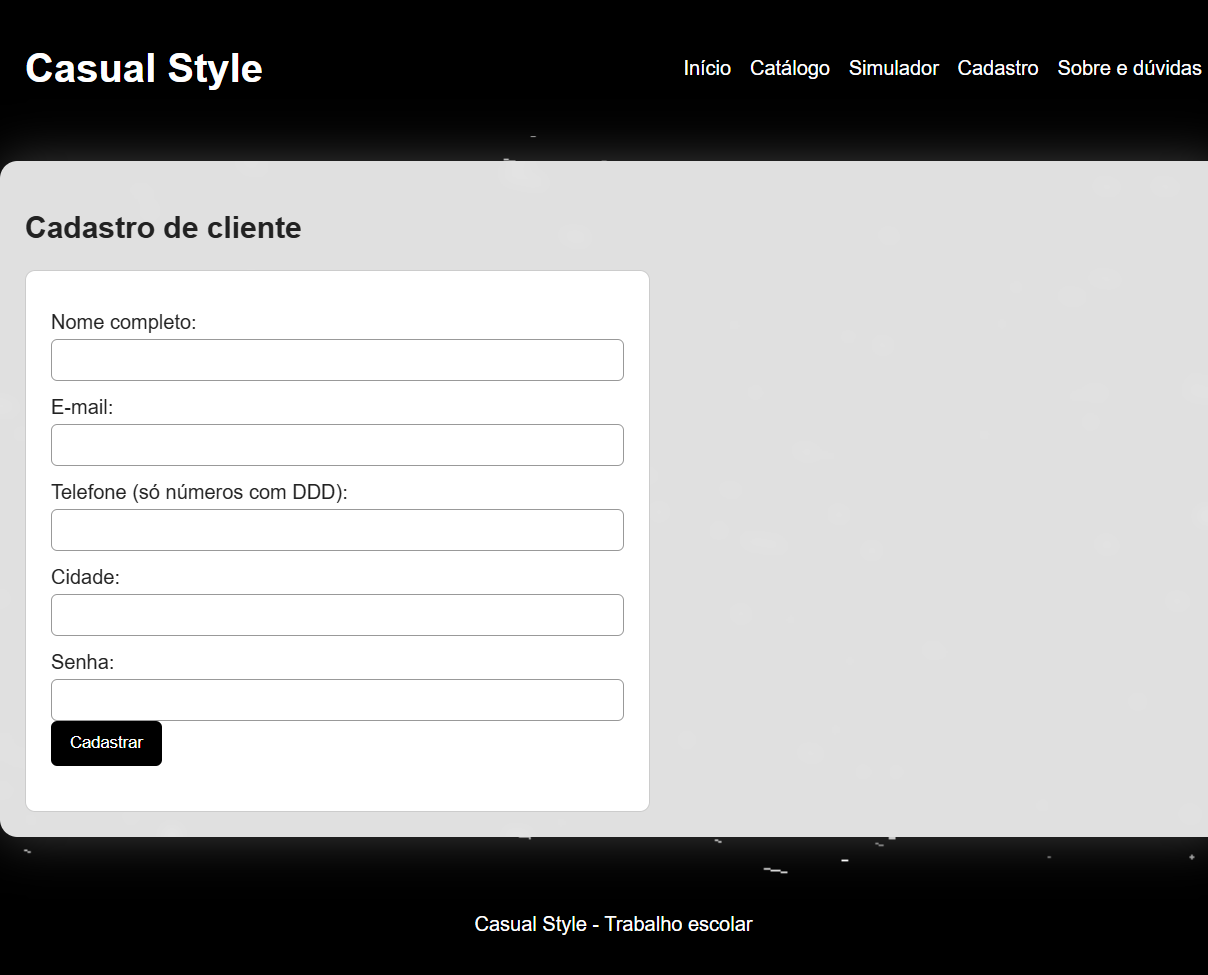 Casual Style
Início Catálogo Simulador Cadastro Sobre e dúvidas
Cadastro de cliente
Nome completo:
E-mail:
Telefone (só números com DDD):
Cidade:
Senha:
Cadastrar
Casual Style - Trabalho escolar